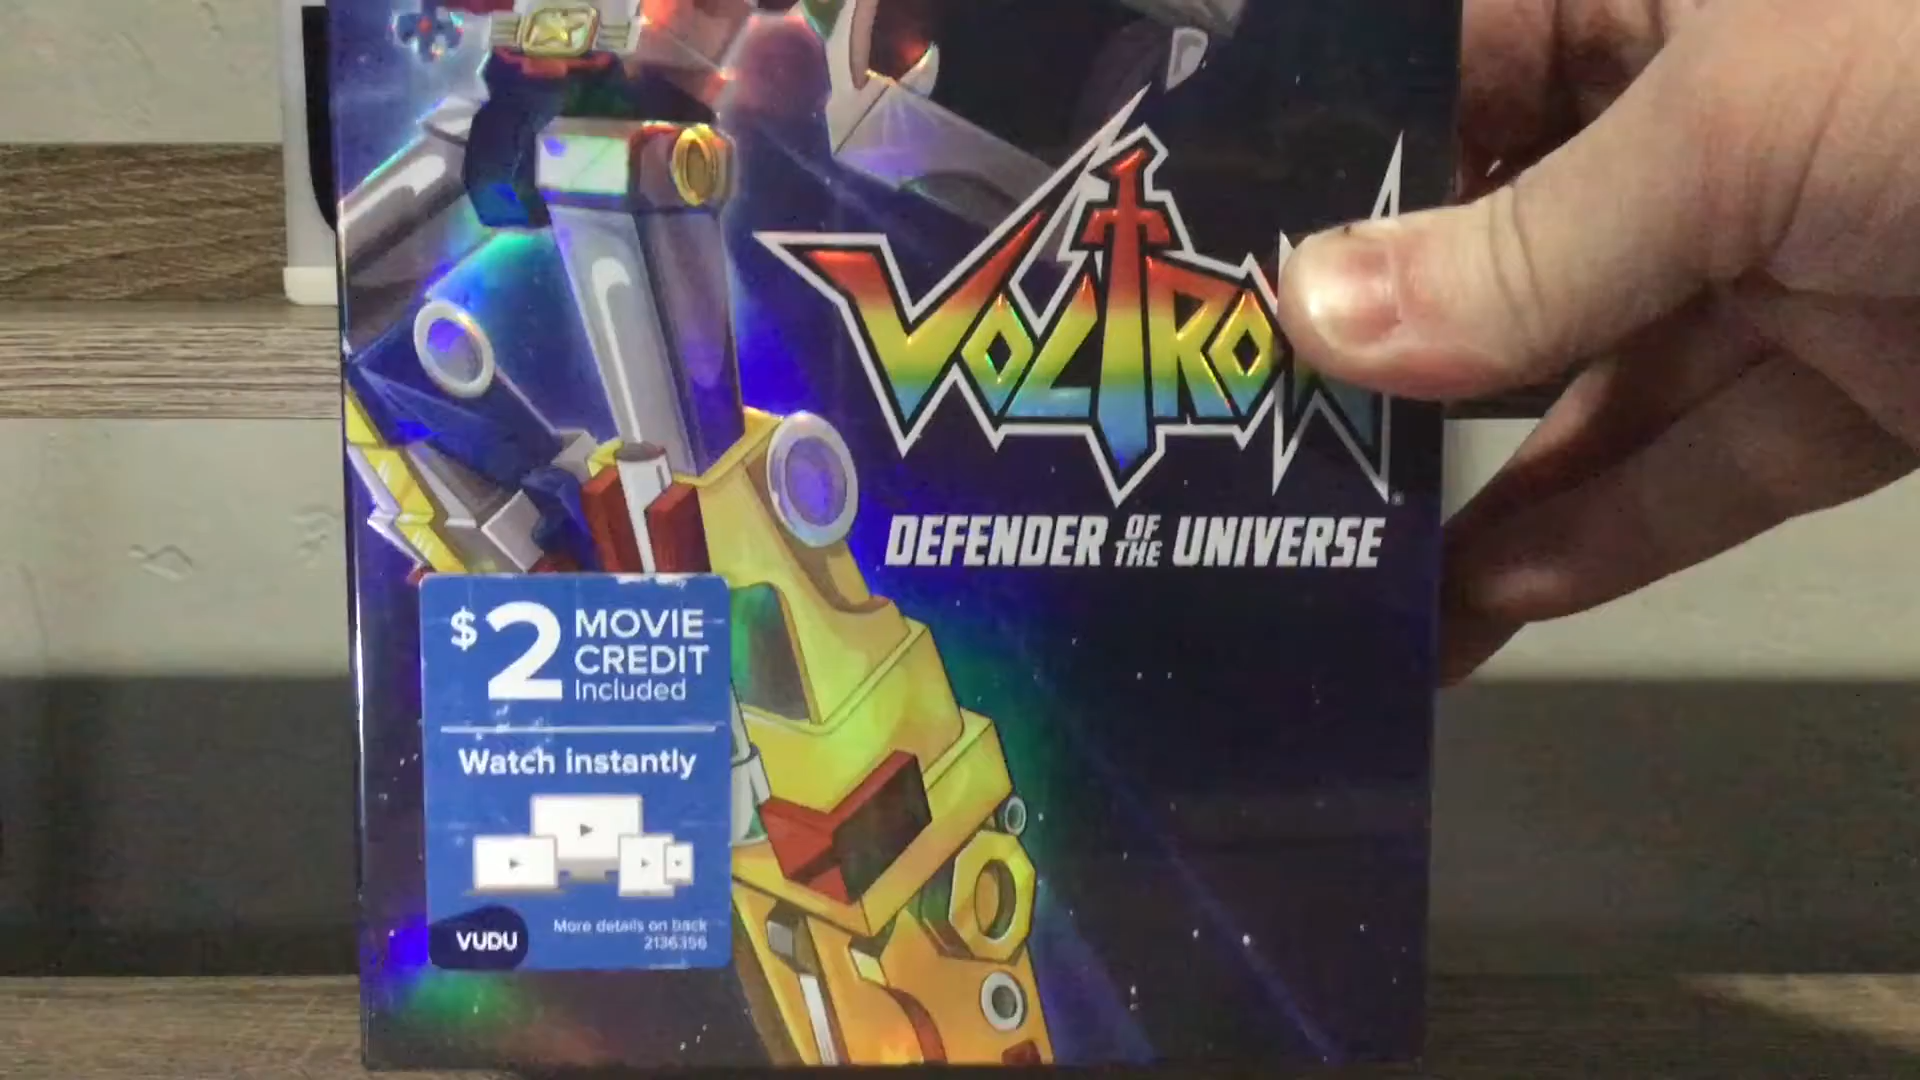 VOLTRON
DEFENDER OF THE UNIVERSE
$2 MOVIE
CREDIT
Included
Watch instantly
VUDU
More details on back
2136356